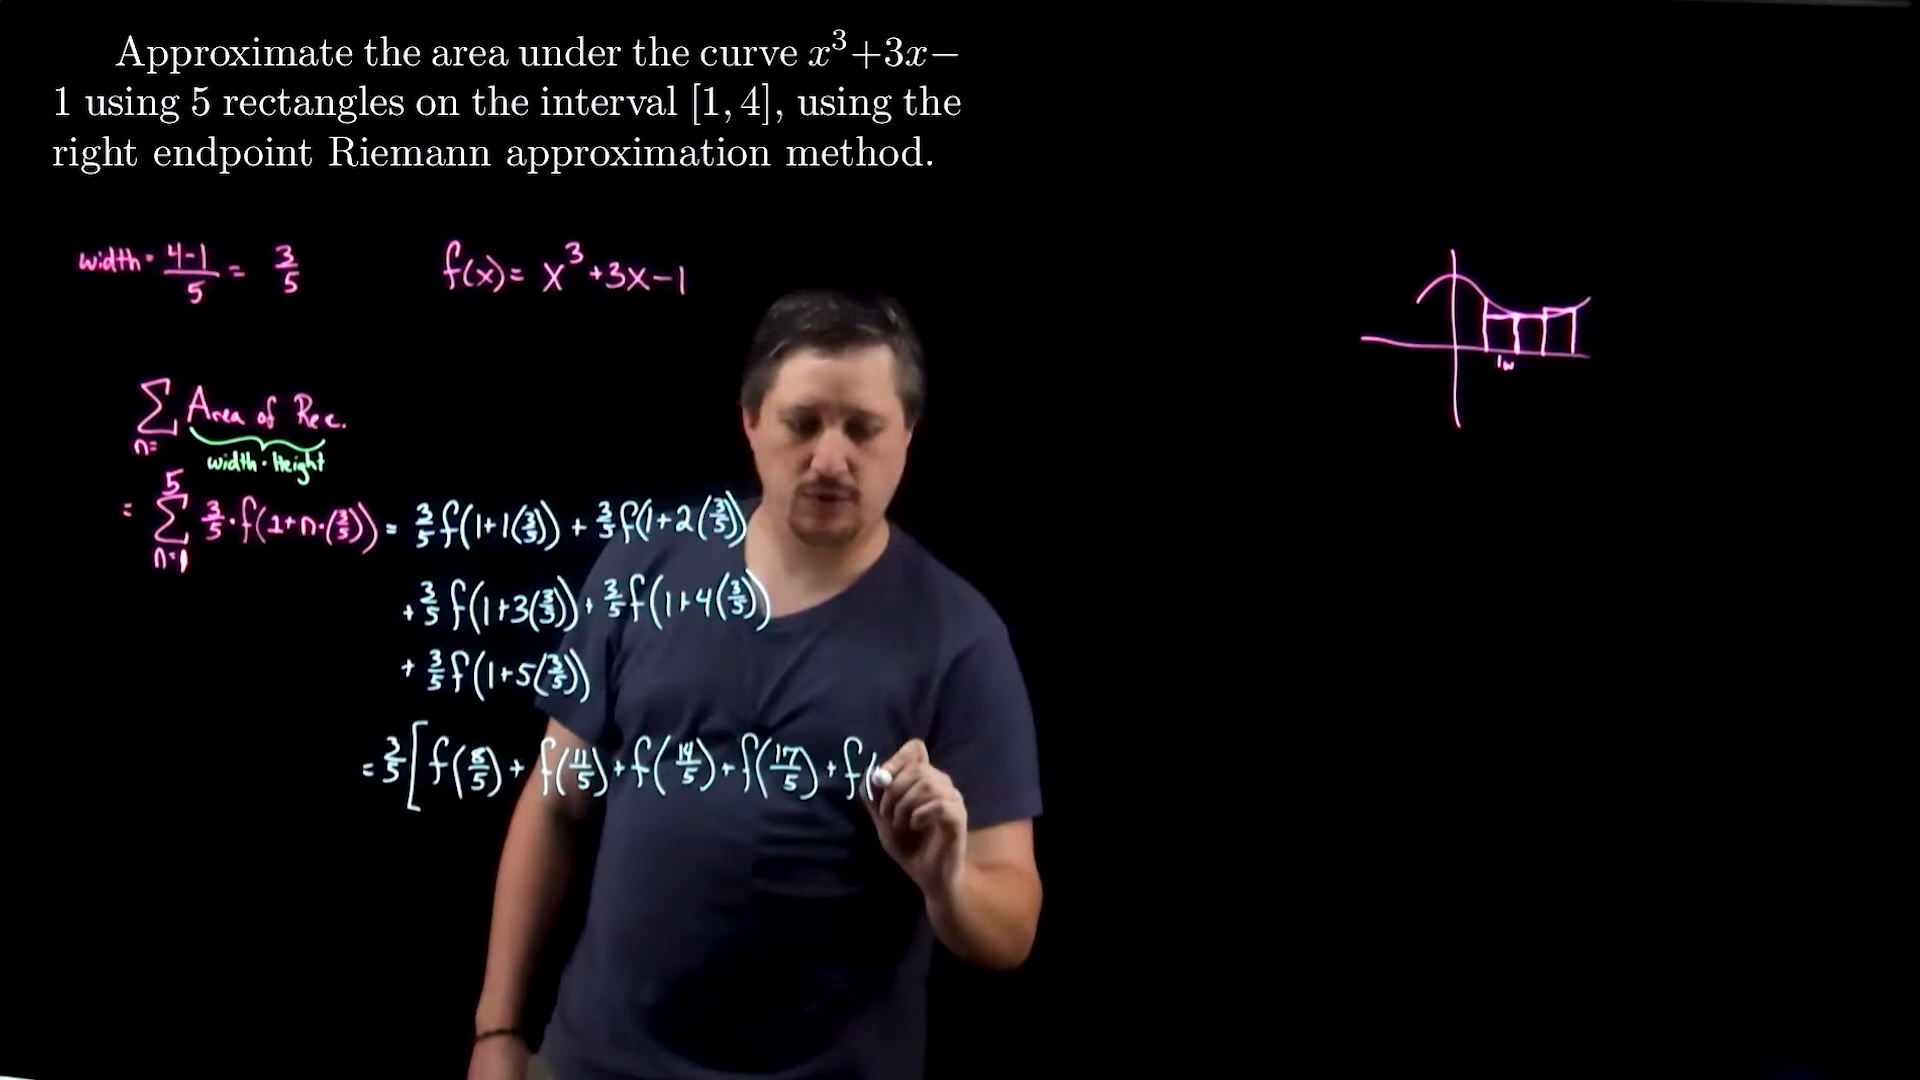 Approximate the area under the curve x³+3x−
1 using 5 rectangles on the interval [1, 4], using the
right endpoint Riemann approximation method.
width = 4-1/5 = 3/5
f(x) = x³+3x-1
∑ n= Area of Rec.
width · Height
= ∑ n=1 5 3/5 · f(1+n·(3/5)) = 3/5 f(1+1(3/5)) + 3/5 f(1+2(3/5))
+ 3/5 f(1+3(3/5)) + 3/5 f(1+4(3/5))
+ 3/5 f(1+5(3/5))
= 3/5 [ f(8/5) + f(11/5) + f(14/5) + f(17/5) + f(
w